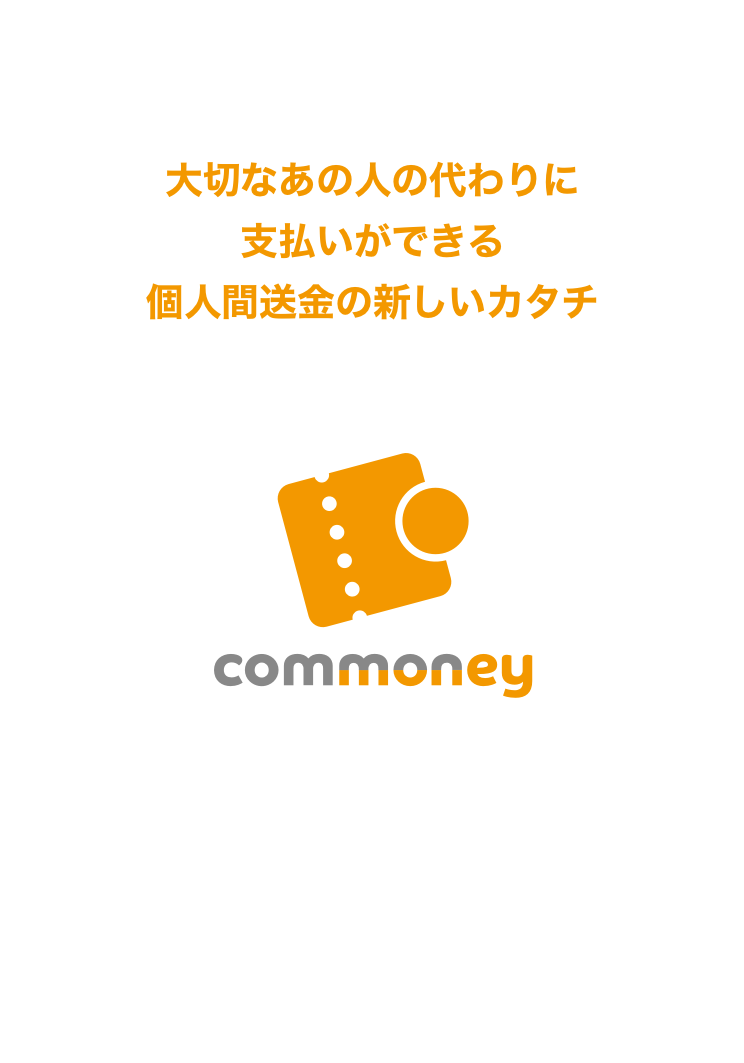 大切なあの人の代わりに
支払いができる
個人間送金の新しいカタチ
commoney